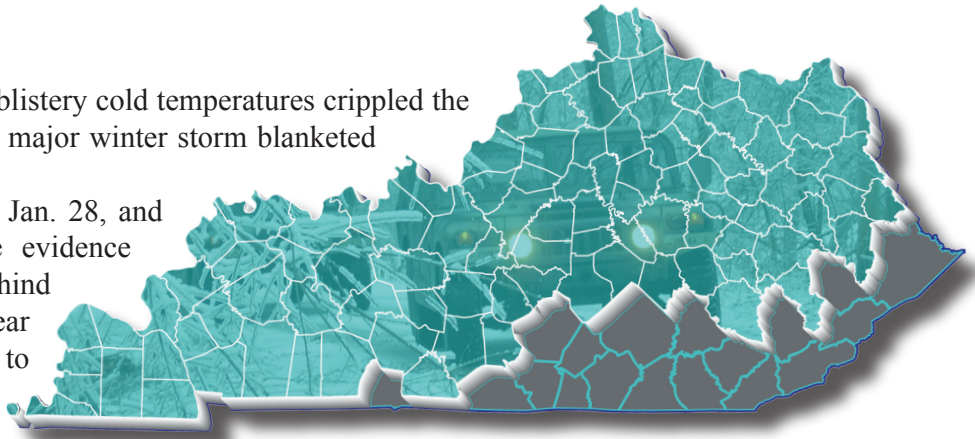 blistery cold temperatures crippled the
major winter storm blanketed
Jan. 28, and
evidence
hind
ear
to